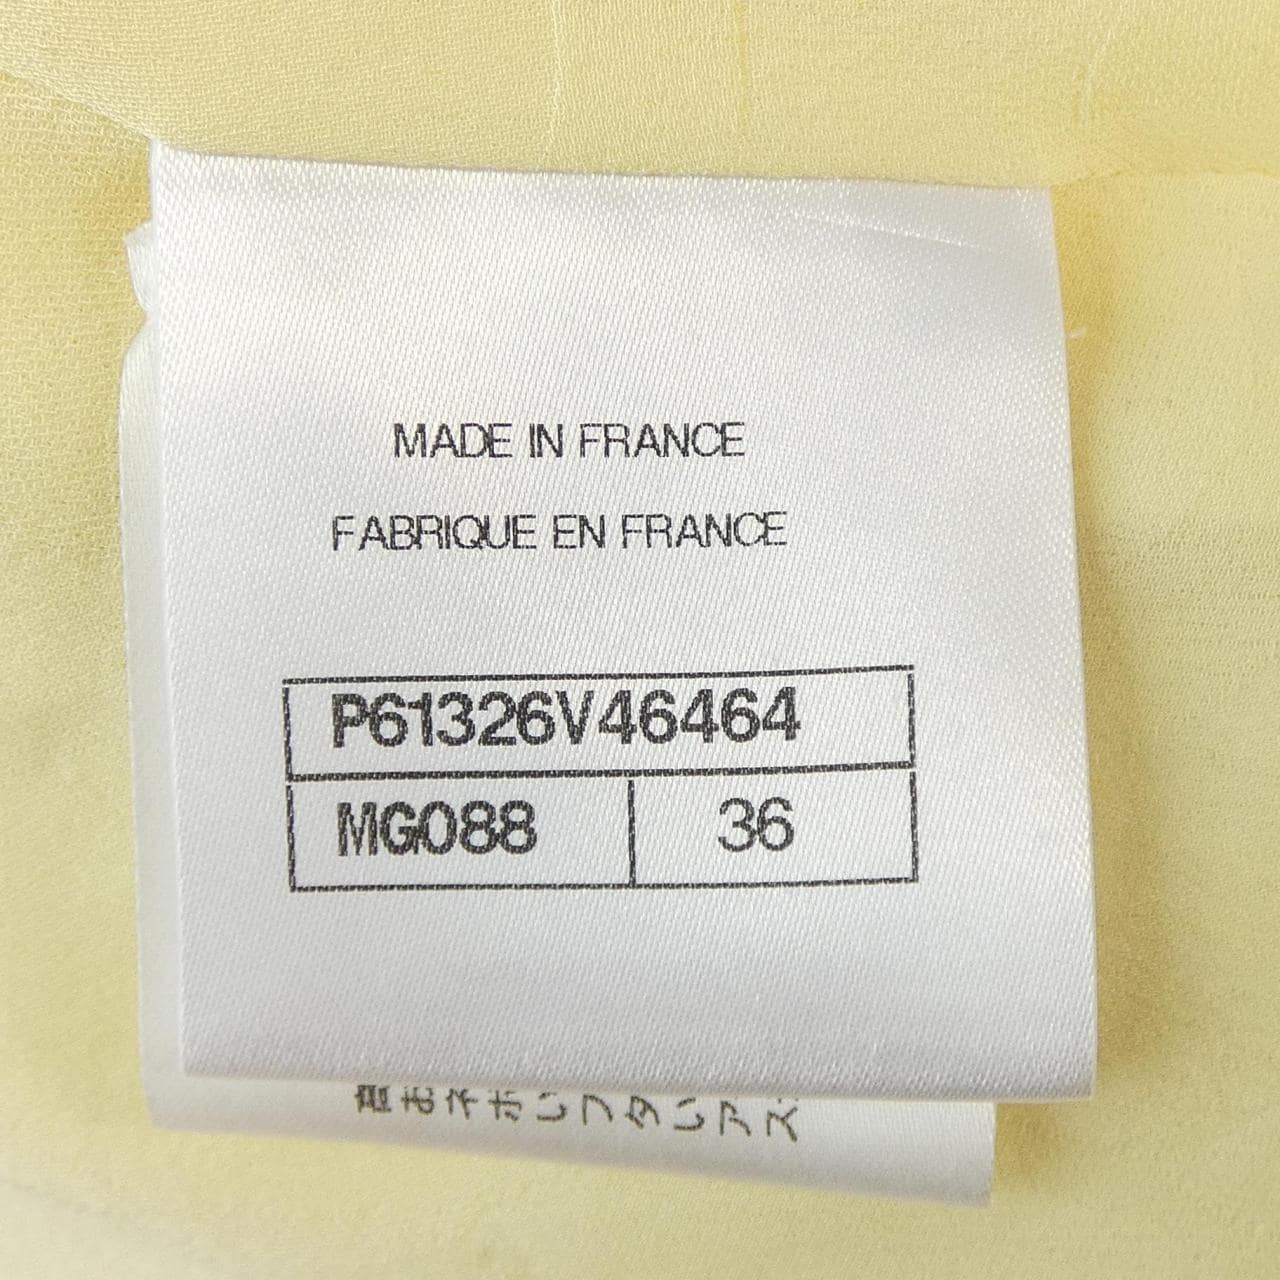 MADE IN FRANCE
FABRIQUE EN FRANCE
P61326V46464
MG088 36